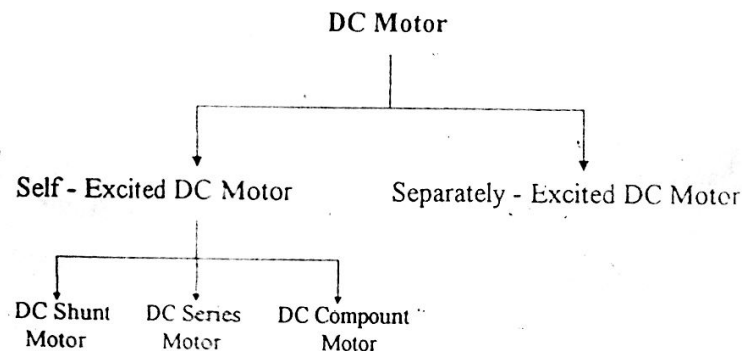 DC Motor
Self - Excited DC Motor
Separately - Excited DC Motor
DC Shunt Motor
DC Series Motor
DC Compount Motor